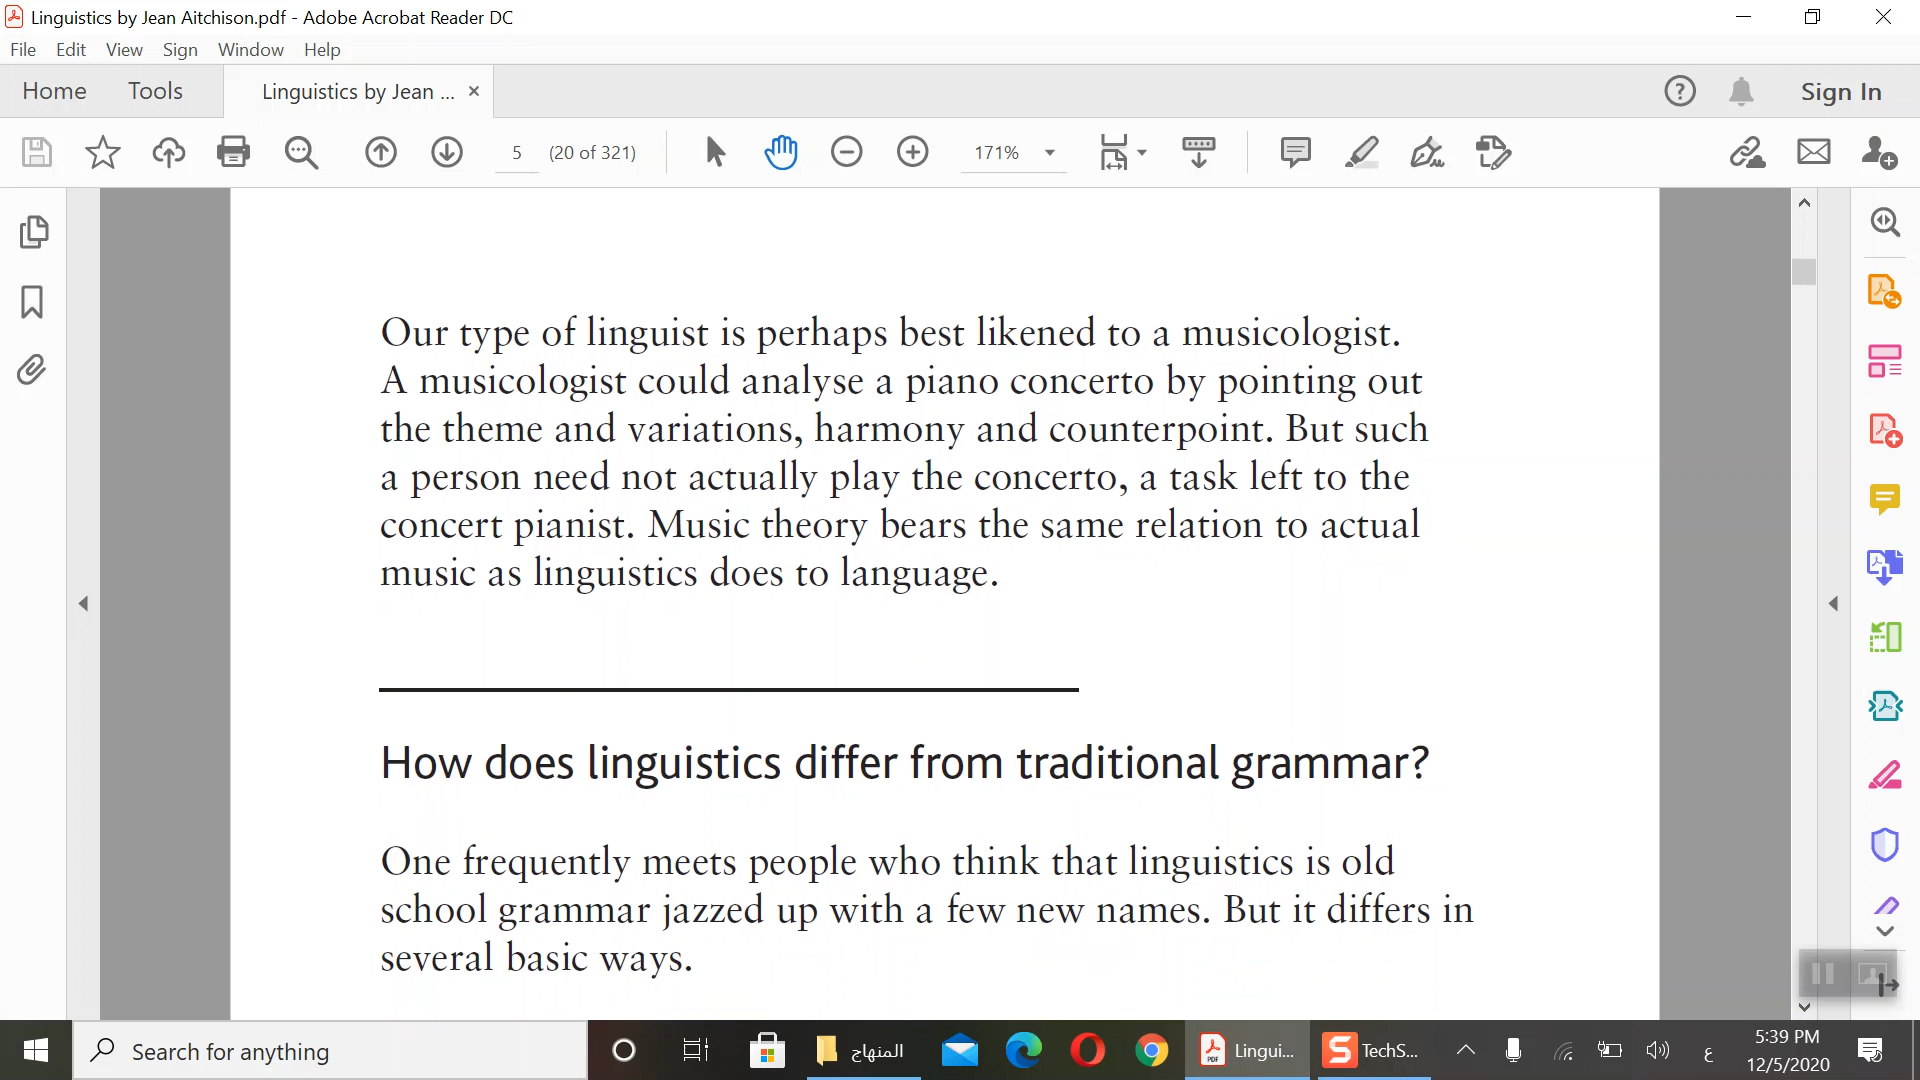 Linguistics by Jean Aitchison.pdf - Adobe Acrobat Reader DC
File Edit View Sign Window Help
Home Tools Linguistics by Jean ... × Sign In
5 (20 of 321) 171%
Our type of linguist is perhaps best likened to a musicologist.
A musicologist could analyse a piano concerto by pointing out
the theme and variations, harmony and counterpoint. But such
a person need not actually play the concerto, a task left to the
concert pianist. Music theory bears the same relation to actual
music as linguistics does to language.
How does linguistics differ from traditional grammar?
One frequently meets people who think that linguistics is old
school grammar jazzed up with a few new names. But it differs in
several basic ways.
Search for anything المنهاج Lingui... TechS... ع 5:39 PM
12/5/2020